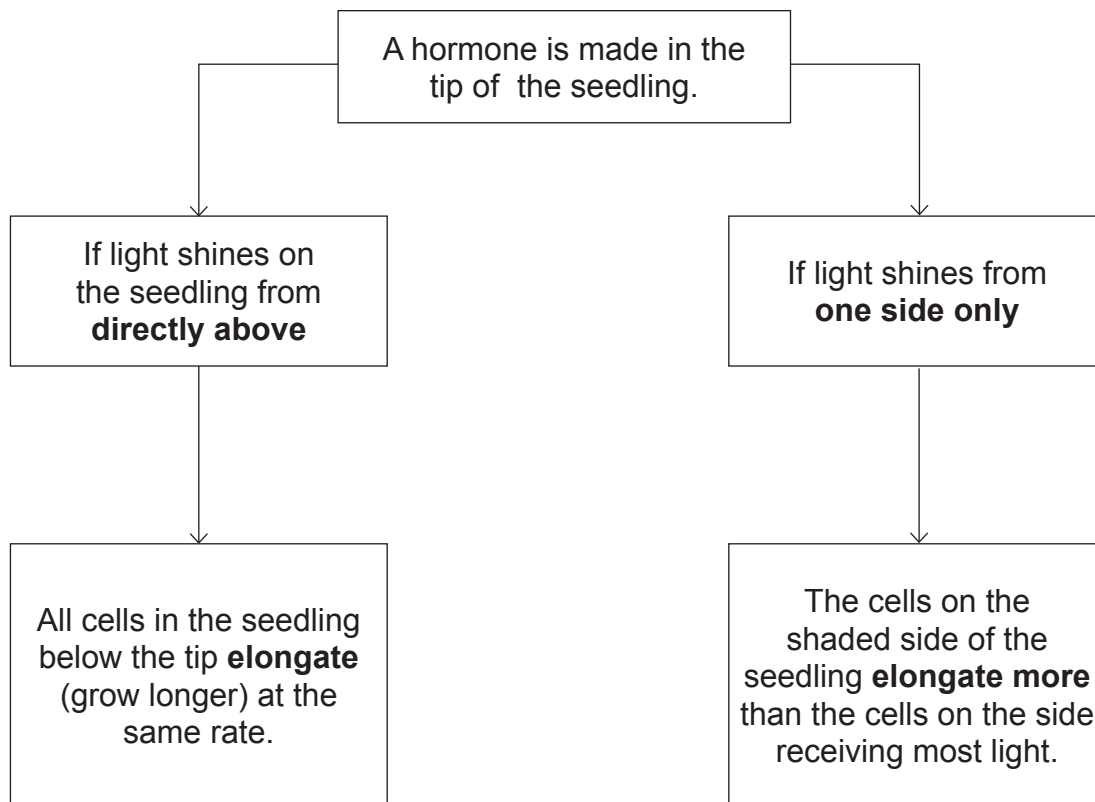 A hormone is made in the
tip of the seedling.
If light shines on
the seedling from
directly above
If light shines from
one side only
All cells in the seedling
below the tip elongate
(grow longer) at the
same rate.
The cells on the
shaded side of the
seedling elongate more
than the cells on the side
receiving most light.